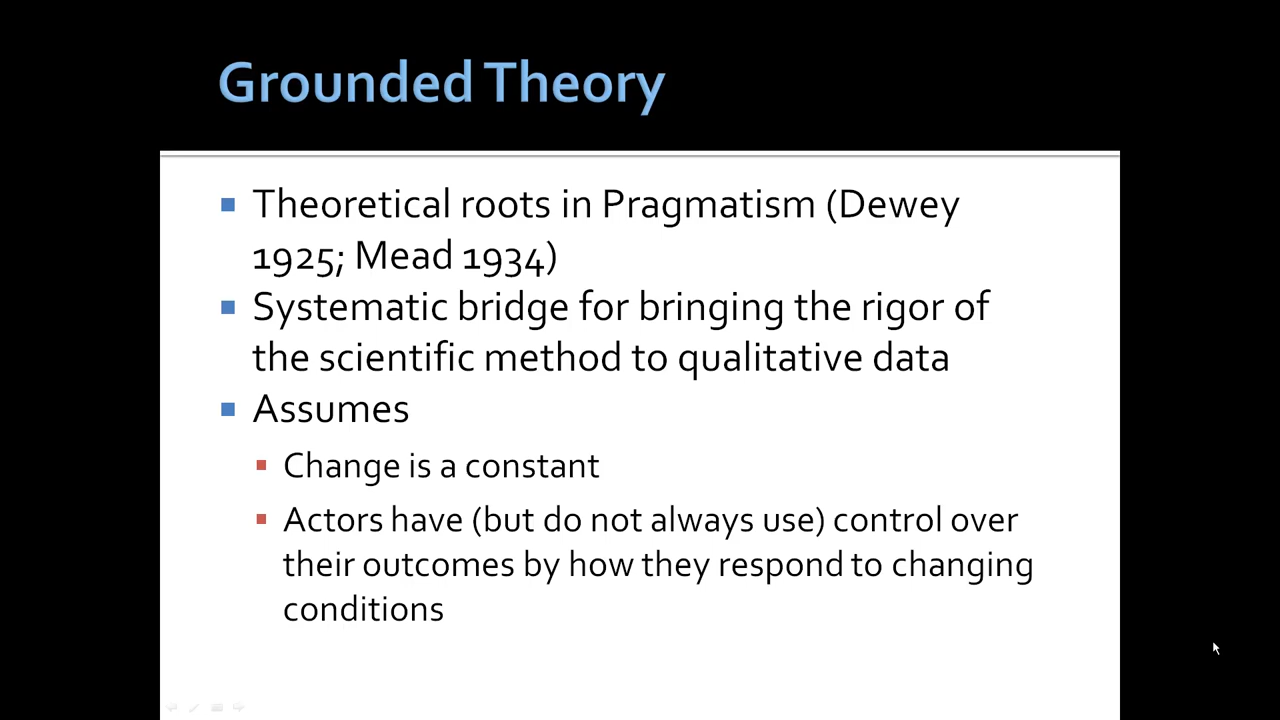 Grounded Theory
Theoretical roots in Pragmatism (Dewey
1925; Mead 1934)
Systematic bridge for bringing the rigor of
the scientific method to qualitative data
Assumes
Change is a constant
Actors have (but do not always use) control over
their outcomes by how they respond to changing
conditions